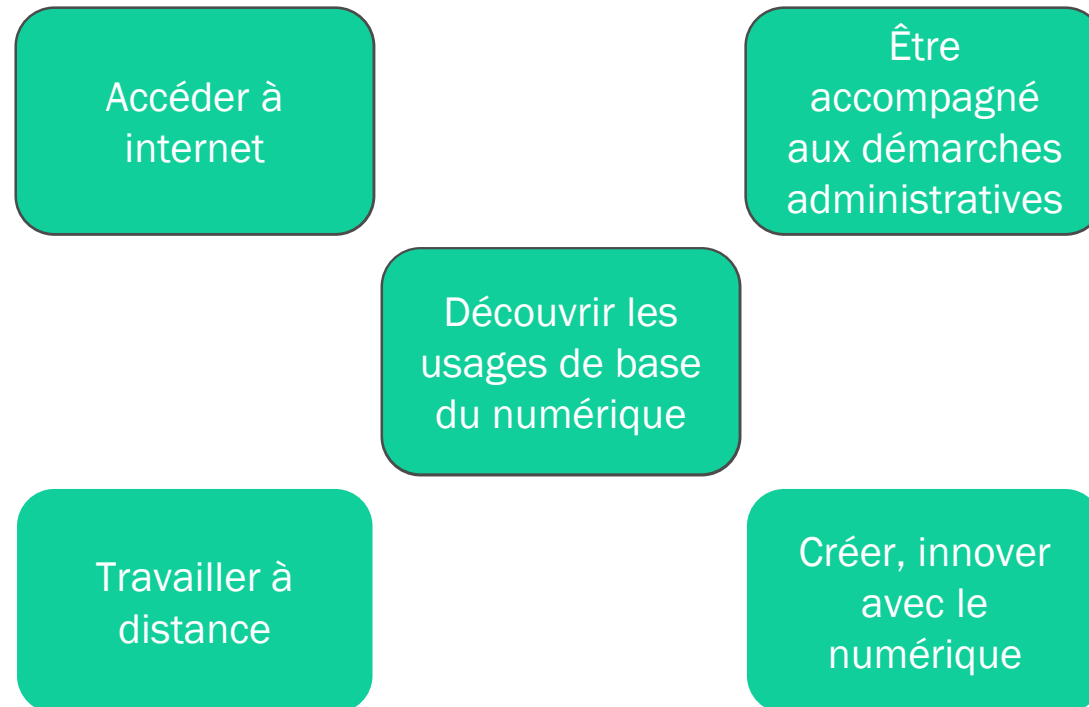 Accéder à
internet
Être
accompagné
aux démarches
administratives
Découvrir les
usages de base
du numérique
Travailler à
distance
Créer, innover
avec le
numérique